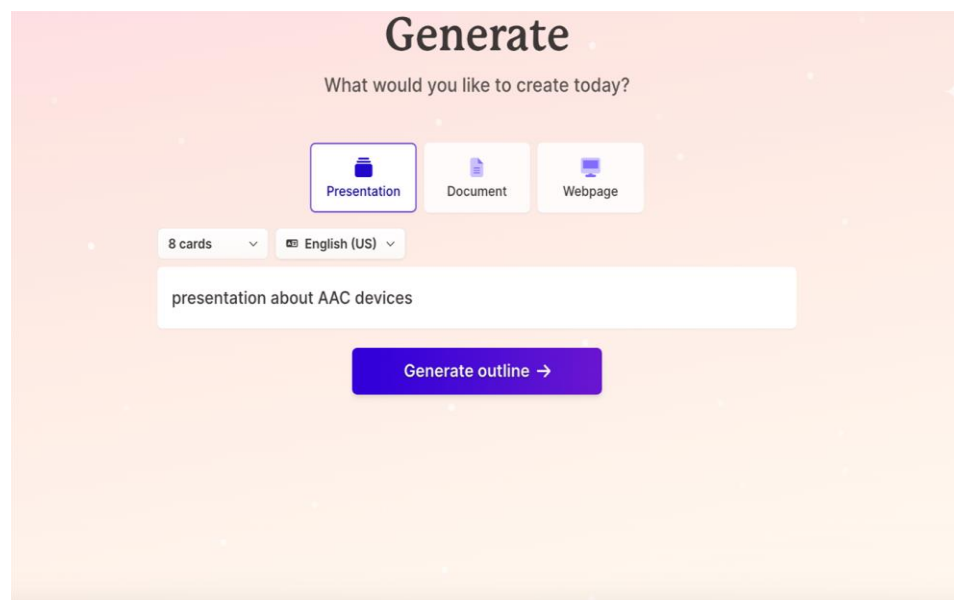 Generate
What would you like to create today?
Presentation
Document
Webpage
8 cards
English (US)
presentation about AAC devices
Generate outline →